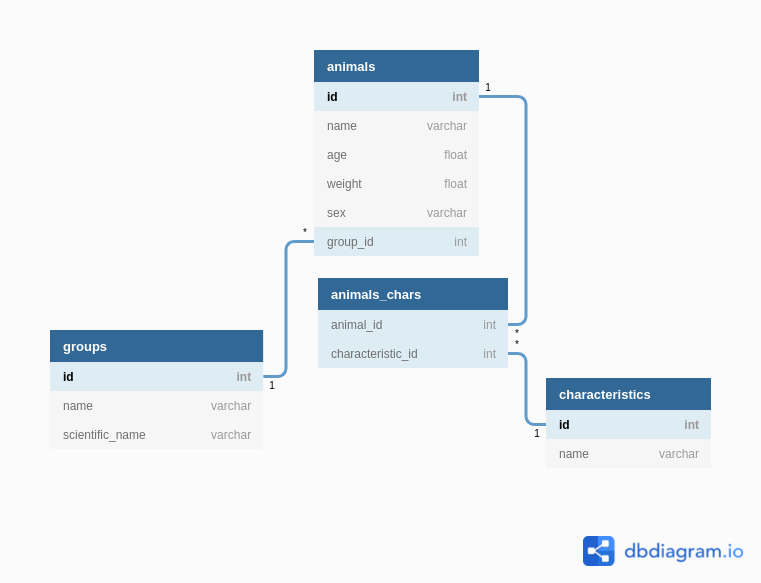 animals
id int
1
name varchar
age float
weight float
sex varchar
*
group_id int
animals_chars
animal_id int
*
*
characteristic_id int
groups
id int
1
name varchar
scientific_name varchar
characteristics
id int
1
name varchar
dbdiagram.io